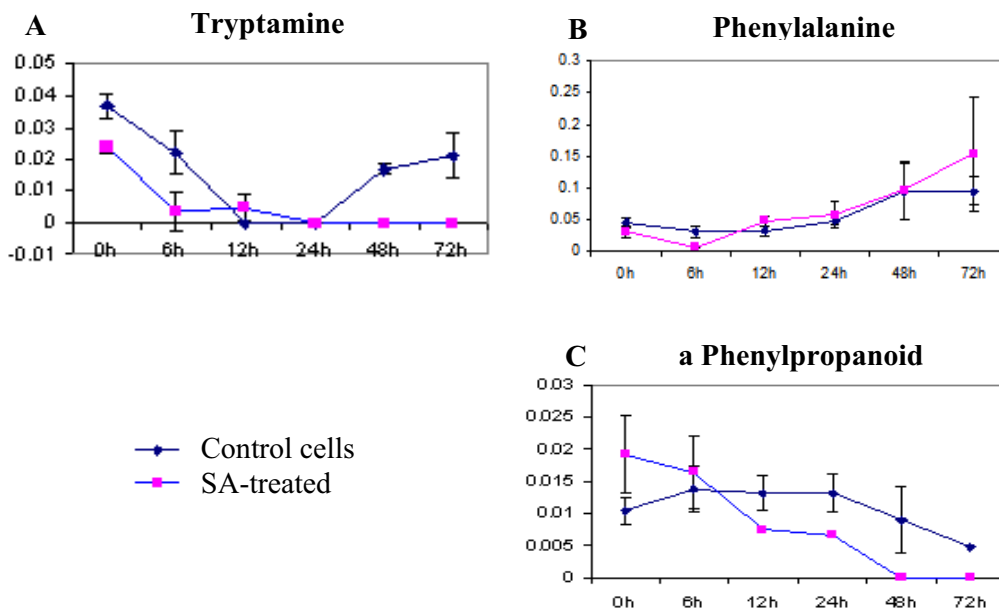 A Tryptamine
0.05
0.04
0.03
0.02
0.01
0
-0.01
0h 6h 12h 24h 48h 72h
B Phenylalanine
0.3
0.25
0.2
0.15
0.1
0.05
0
0h 6h 12h 24h 48h 72h
Control cells
SA-treated
C a Phenylpropanoid
0.03
0.025
0.02
0.015
0.01
0.005
0
0h 6h 12h 24h 48h 72h